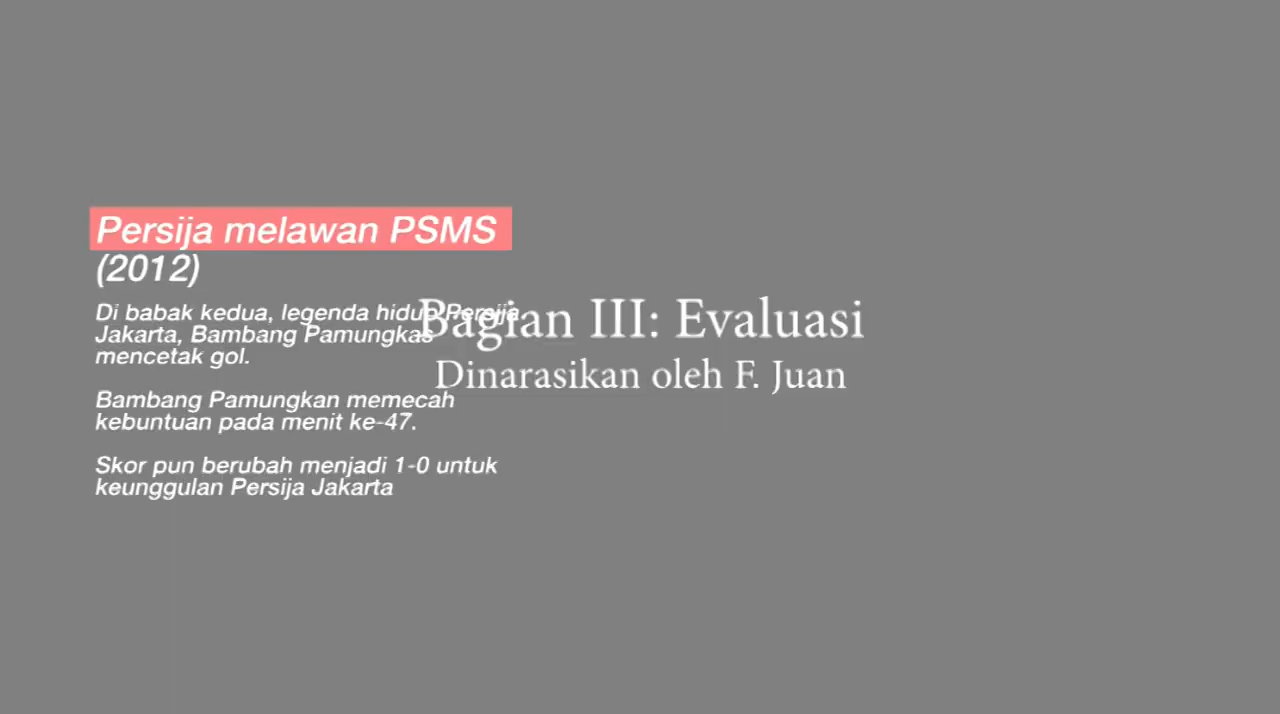 Persija melawan PSMS
(2012)
Di babak kedua, legenda hidup Persija
Jakarta, Bambang Pamungkas
mencetak gol.
Bambang Pamungkan memecah
kebuntuan pada menit ke-47.
Skor pun berubah menjadi 1-0 untuk
keunggulan Persija Jakarta
Bagian III: Evaluasi
Dinarasikan oleh F. Juan